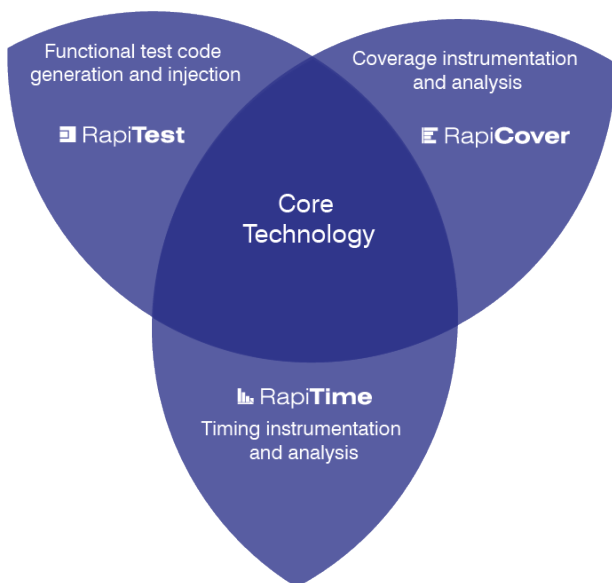 Functional test code
generation and injection
RapiTest
Coverage instrumentation
and analysis
RapiCover
Core
Technology
RapiTime
Timing instrumentation
and analysis